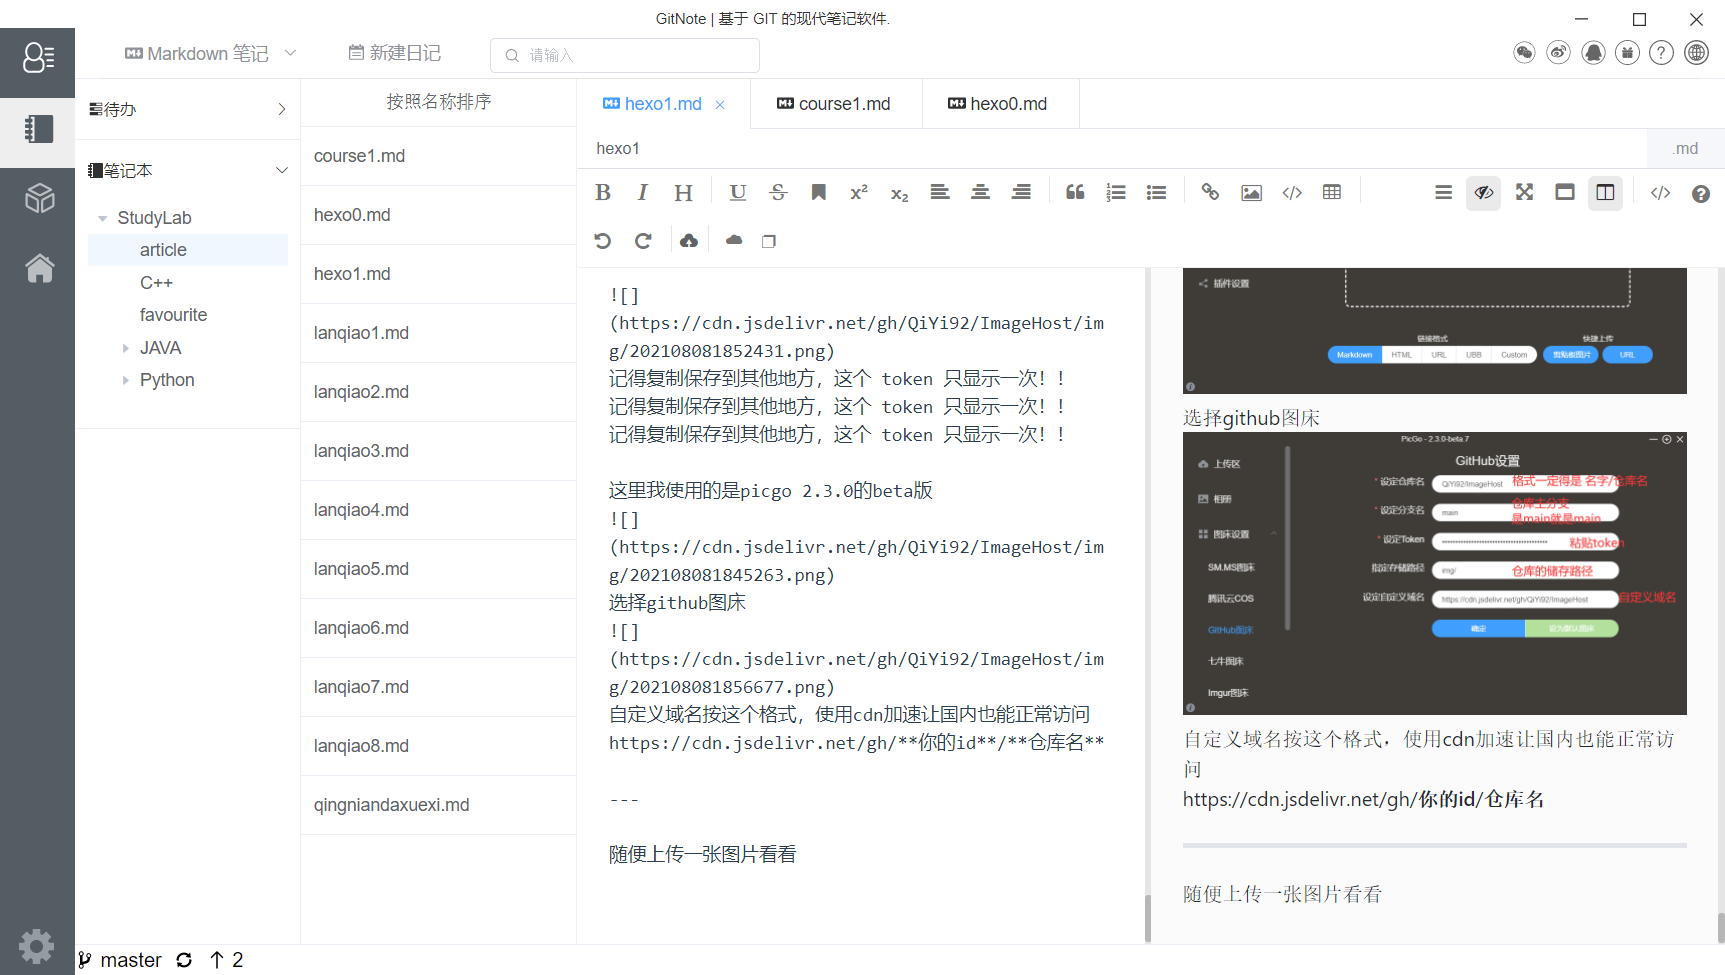 GitNote | 基于 GIT 的现代笔记软件.
Markdown 笔记
新建日记
请输入
待办
笔记本
StudyLab
article
C++
favourite
JAVA
Python
按照名称排序
course1.md
hexo0.md
hexo1.md
lanqiao1.md
lanqiao2.md
lanqiao3.md
lanqiao4.md
lanqiao5.md
lanqiao6.md
lanqiao7.md
lanqiao8.md
qingniandaxuexi.md
hexo1.md
course1.md
hexo0.md
hexo1
.md
![]
(https://cdn.jsdelivr.net/gh/QiYi92/ImageHost/im
g/202108081852431.png)
记得复制保存到其他地方，这个 token 只显示一次！！
记得复制保存到其他地方，这个 token 只显示一次！！
记得复制保存到其他地方，这个 token 只显示一次！！
这里我使用的是picgo 2.3.0的beta版
![]
(https://cdn.jsdelivr.net/gh/QiYi92/ImageHost/im
g/202108081845263.png)
选择github图床
![]
(https://cdn.jsdelivr.net/gh/QiYi92/ImageHost/im
g/202108081856677.png)
自定义域名按这个格式，使用cdn加速让国内也能正常访问
https://cdn.jsdelivr.net/gh/**你的id**/**仓库名**
---
随便上传一张图片看看
插件设置
链接格式
快捷上传
Markdown
HTML
URL
UBB
Custom
剪贴板图片
URL
选择github图床
PicGo - 2.3.0-beta.7
上传区
相册
图床设置
SM.MS图床
腾讯云COS
GitHub图床
七牛图床
Imgur图床
GitHub设置
* 设定仓库名
QiYi92/ImageHost
格式一定得是 名字/仓库名
* 设定分支名
main
仓库主分支
是main就是main
* 设定Token
粘贴token
指定存储路径
img/
仓库的储存路径
设定自定义域名
https://cdn.jsdelivr.net/gh/QiYi92/ImageHost
自定义域名
确定
设为默认图床
自定义域名按这个格式，使用cdn加速让国内也能正常访
问
https://cdn.jsdelivr.net/gh/你的id/仓库名
随便上传一张图片看看
master
2